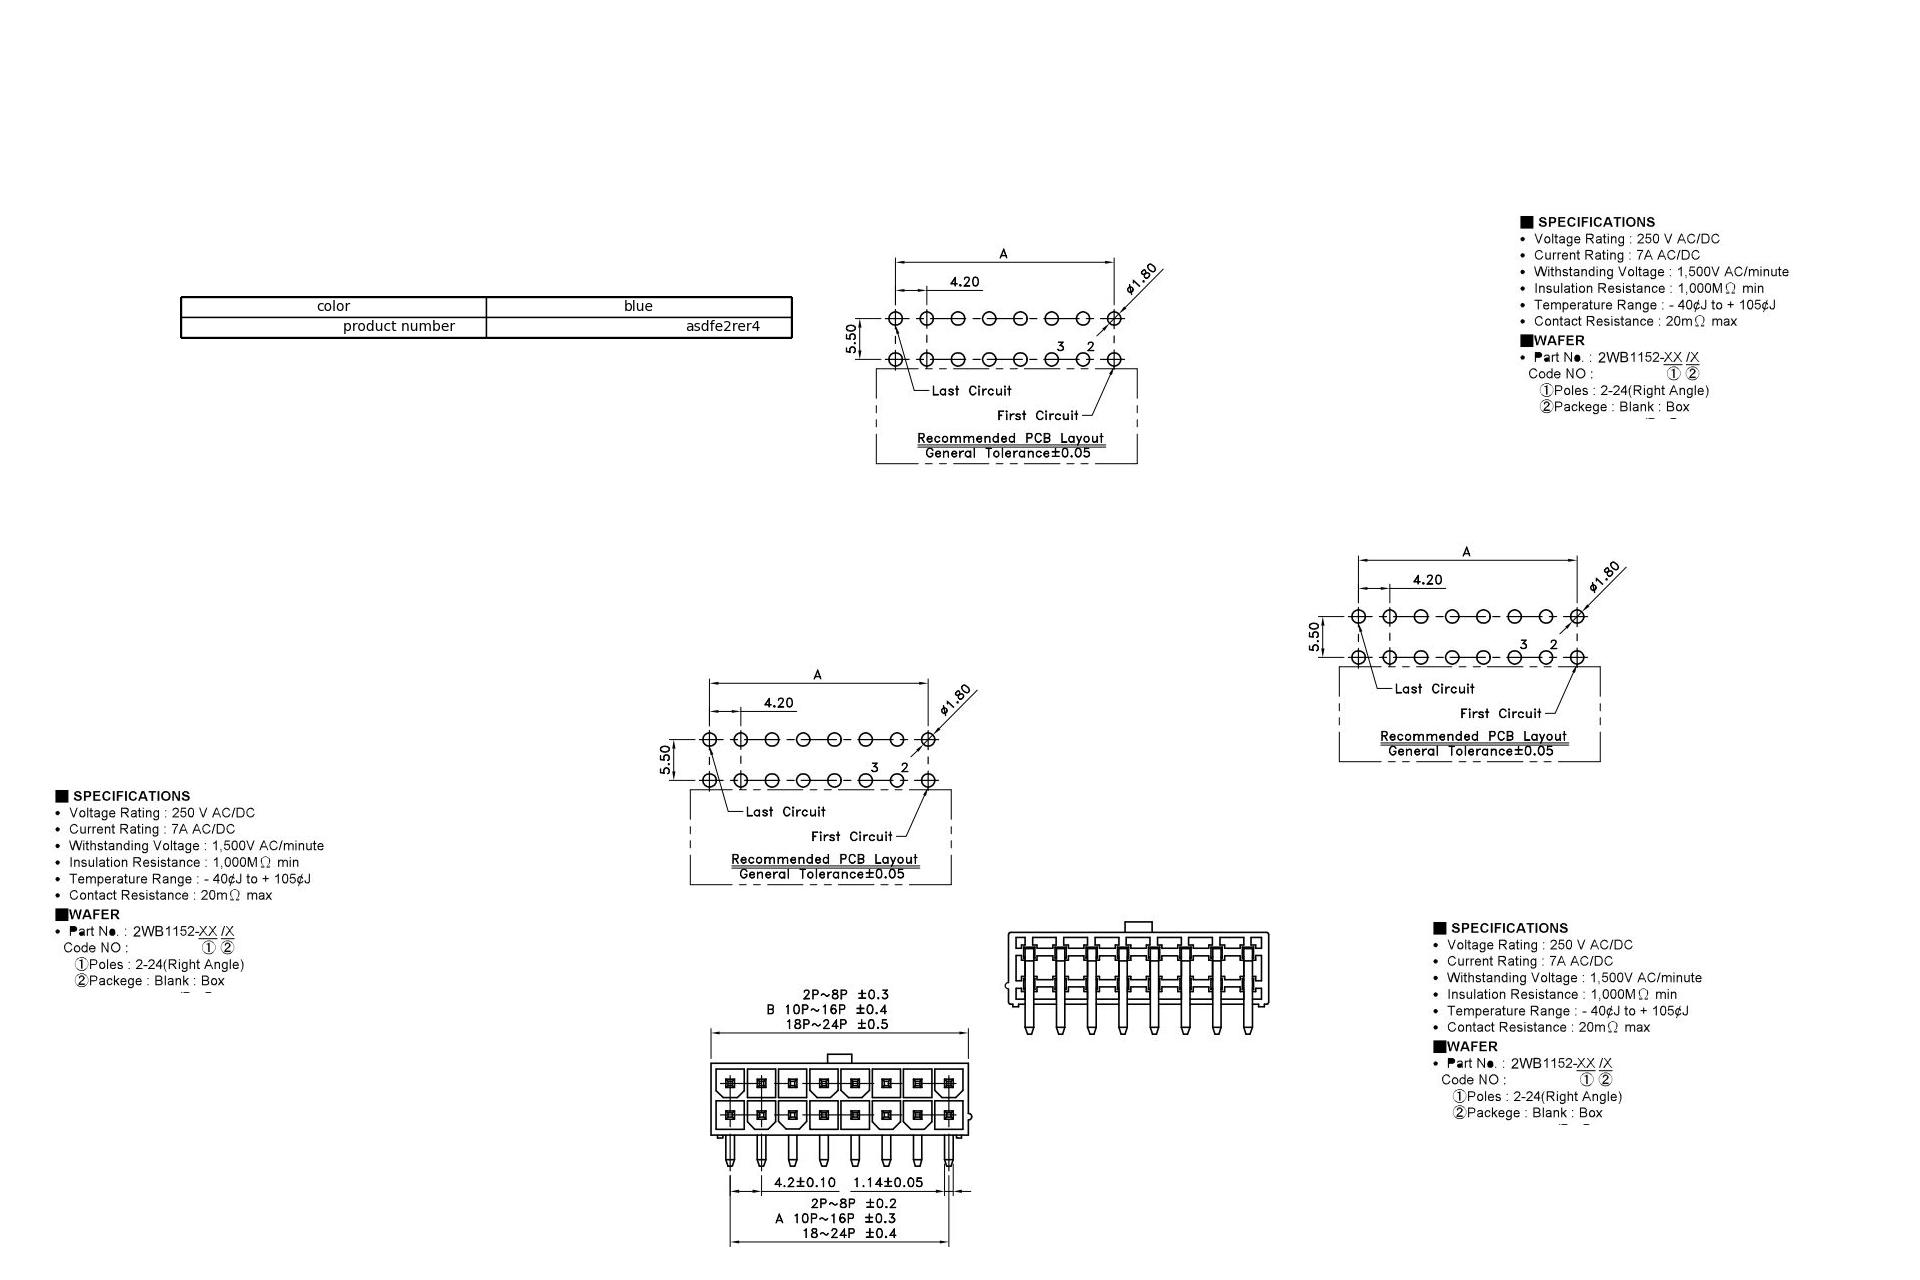 color blue
product number asdfe2rer4
A
4.20
ø1.80
5.50
3 2
Last Circuit
First Circuit
Recommended PCB Layout
General Tolerance±0.05
■ SPECIFICATIONS
• Voltage Rating : 250 V AC/DC
• Current Rating : 7A AC/DC
• Withstanding Voltage : 1,500V AC/minute
• Insulation Resistance : 1,000MΩ min
• Temperature Range : - 40¢J to + 105¢J
• Contact Resistance : 20mΩ max
■WAFER
• Part No. : 2WB1152-XX /X
Code NO : ① ②
①Poles : 2-24(Right Angle)
②Packege : Blank : Box
A
4.20
ø1.80
5.50
3 2
Last Circuit
First Circuit
Recommended PCB Layout
General Tolerance±0.05
A
4.20
ø1.80
5.50
3 2
Last Circuit
First Circuit
Recommended PCB Layout
General Tolerance±0.05
■ SPECIFICATIONS
• Voltage Rating : 250 V AC/DC
• Current Rating : 7A AC/DC
• Withstanding Voltage : 1,500V AC/minute
• Insulation Resistance : 1,000MΩ min
• Temperature Range : - 40¢J to + 105¢J
• Contact Resistance : 20mΩ max
■WAFER
• Part No. : 2WB1152-XX /X
Code NO : ① ②
①Poles : 2-24(Right Angle)
②Packege : Blank : Box
■ SPECIFICATIONS
• Voltage Rating : 250 V AC/DC
• Current Rating : 7A AC/DC
• Withstanding Voltage : 1,500V AC/minute
• Insulation Resistance : 1,000MΩ min
• Temperature Range : - 40¢J to + 105¢J
• Contact Resistance : 20mΩ max
■WAFER
• Part No. : 2WB1152-XX /X
Code NO : ① ②
①Poles : 2-24(Right Angle)
②Packege : Blank : Box
2P~8P ±0.3
B 10P~16P ±0.4
18P~24P ±0.5
4.2±0.10 1.14±0.05
2P~8P ±0.2
A 10P~16P ±0.3
18~24P ±0.4